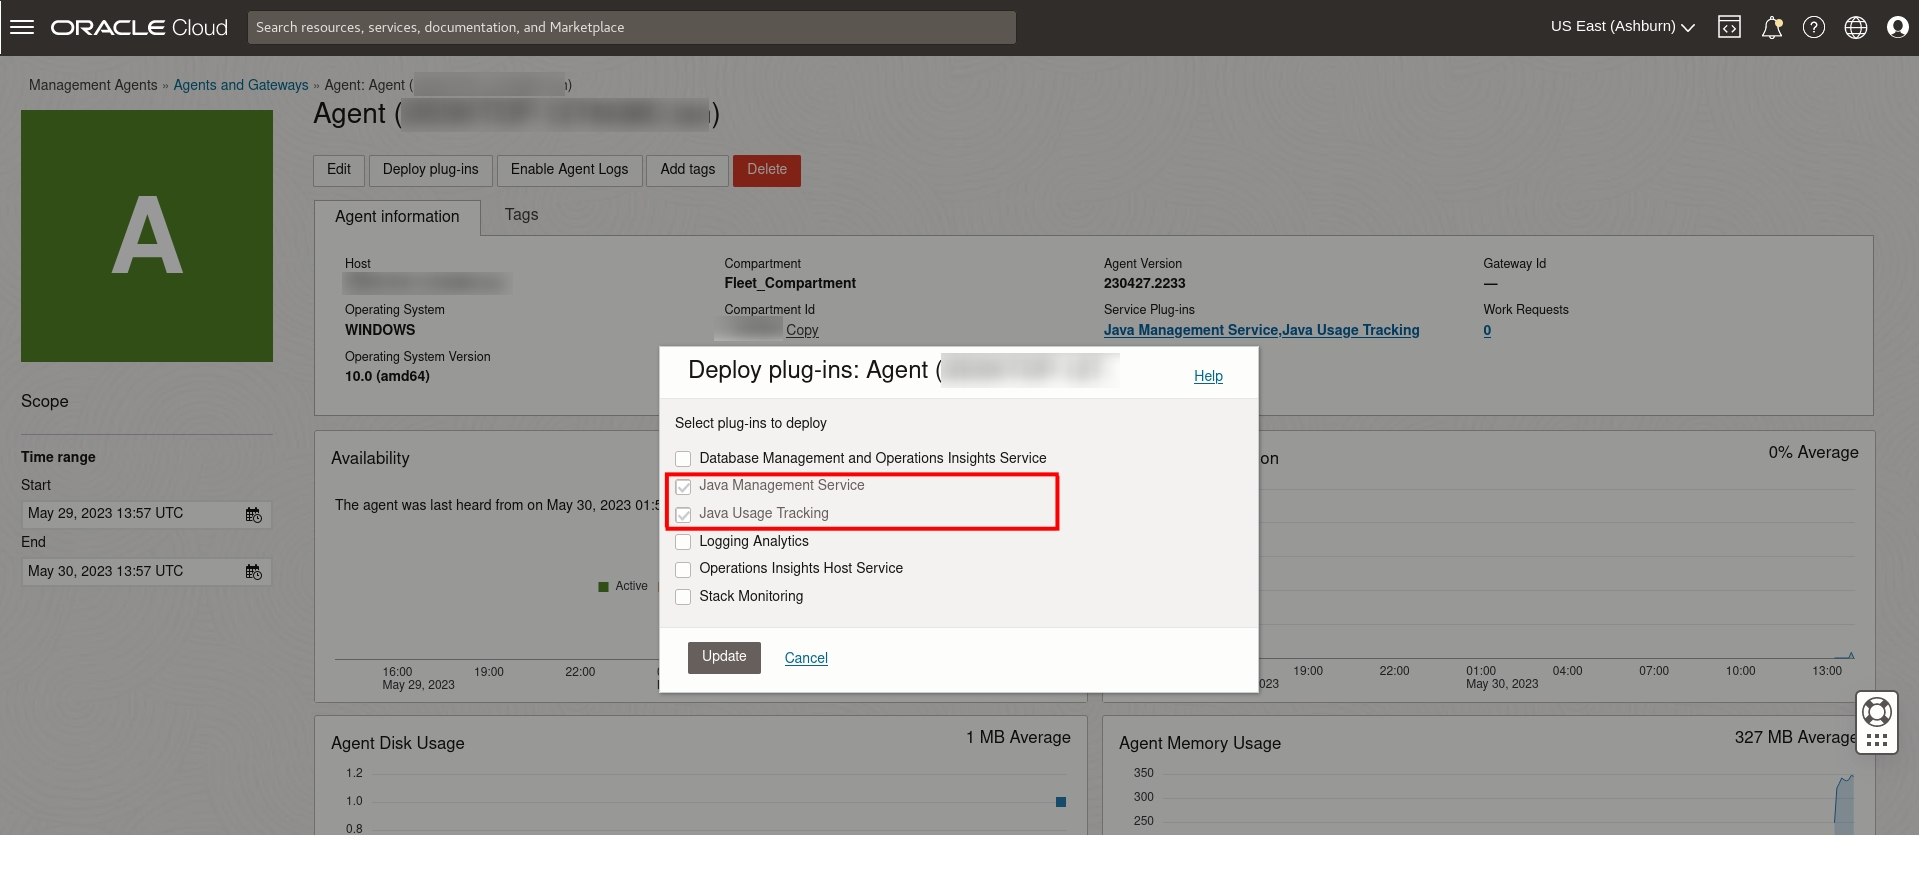 ORACLE Cloud
Search resources, services, documentation, and Marketplace
US East (Ashburn)
Management Agents » Agents and Gateways » Agent: Agent ( )
Agent ( )
A
Edit
Deploy plug-ins
Enable Agent Logs
Add tags
Delete
Agent information
Tags
Host
Operating System
WINDOWS
Operating System Version
10.0 (amd64)
Compartment
Fleet_Compartment
Compartment Id
Copy
Agent Version
230427.2233
Service Plug-ins
Java Management Service,Java Usage Tracking
Gateway Id
—
Work Requests
0
Scope
Time range
Start
May 29, 2023 13:57 UTC
End
May 30, 2023 13:57 UTC
Deploy plug-ins: Agent (
Help
Select plug-ins to deploy
Database Management and Operations Insights Service
Java Management Service
Java Usage Tracking
Logging Analytics
Operations Insights Host Service
Stack Monitoring
Update
Cancel
Availability
The agent was last heard from on May 30, 2023 01:5
Active
16:00 19:00 22:00
May 29, 2023
on
0% Average
19:00 22:00 01:00 04:00 07:00 10:00 13:00
023 May 30, 2023
Agent Disk Usage
1 MB Average
1.2
1.0
0.8
Agent Memory Usage
327 MB Average
350
300
250